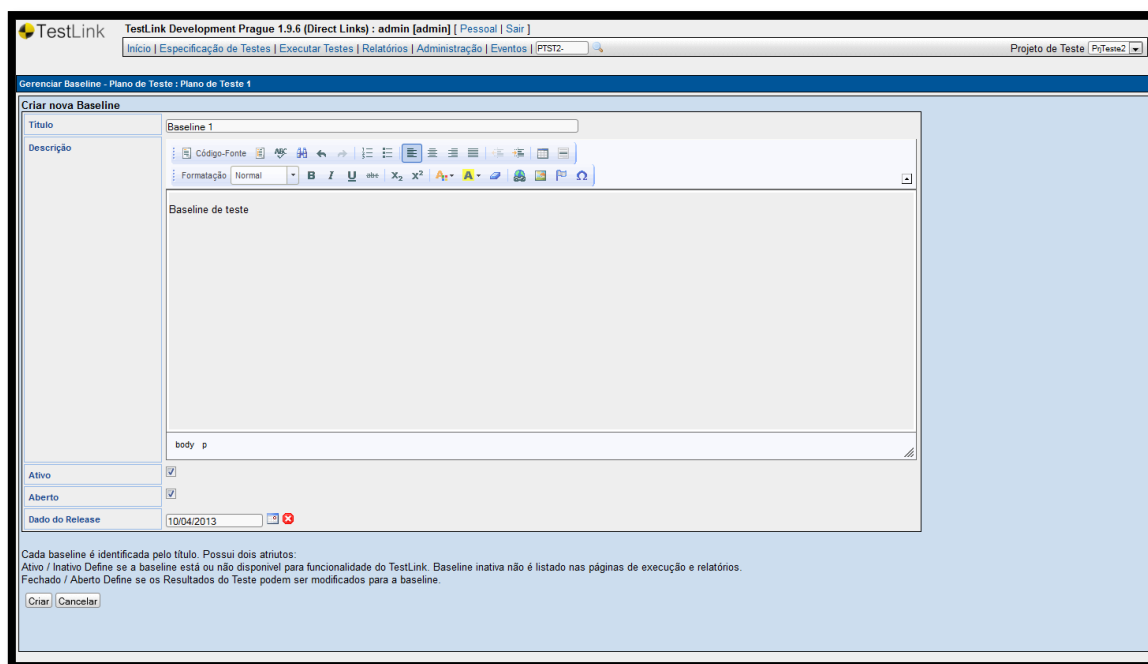 TestLink
TestLink Development Prague 1.9.6 (Direct Links) : admin [admin] [ Pessoal | Sair ]
Início | Especificação de Testes | Executar Testes | Relatórios | Administração | Eventos | PTST2-
Projeto de Teste PrjTeste2
Gerenciar Baseline - Plano de Teste : Plano de Teste 1
Criar nova Baseline
Título Baseline 1
Descrição
Código-Fonte ABC
Formatação Normal B I U abc X2 X2 A A Ω
Baseline de teste
body p
Ativo
Aberto
Dado do Release 10/04/2013
Cada baseline é identificada pelo título. Possui dois atriutos:
Ativo / Inativo Define se a baseline está ou não disponivel para funcionalidade do TestLink. Baseline inativa não é listado nas páginas de execução e relatórios.
Fechado / Aberto Define se os Resultados do Teste podem ser modificados para a baseline.
Criar Cancelar